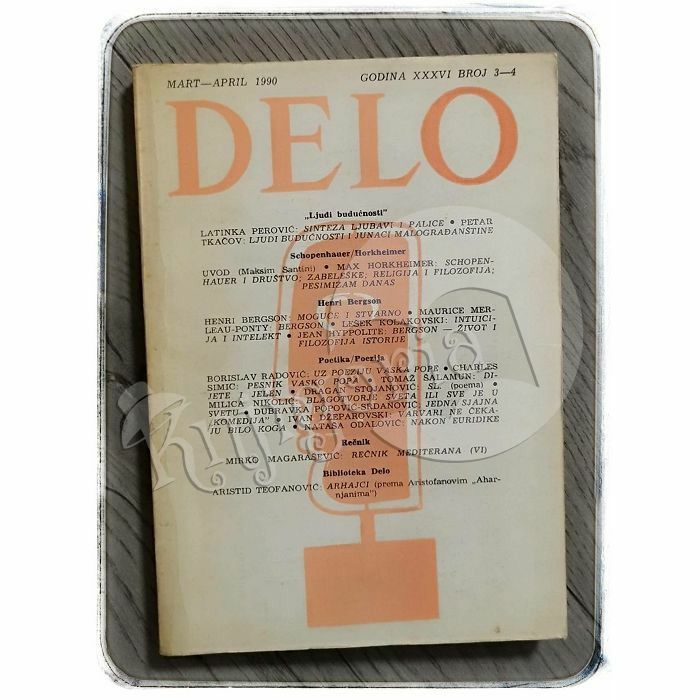 MART—APRIL 1990 GODINA XXXVI BROJ 3—4
DELO
„Ljudi budućnosti"
LATINKA PEROVIĆ: SINTEZA LJUBAVI I PALICE • PETAR
TKAČOV: LJUDI BUDUĆNOSTI I JUNACI MALOGRAĐANŠTINE
Schopenhauer/Horkheimer
UVOD (Maksim Santini) • MAX HORKHEIMER: SCHOPEN-
HAUER I DRUŠTVO; ZABELEŠKE; RELIGIJA I FILOZOFIJA;
PESIMIZAM DANAS
Henri Bergson
HENRI BERGSON: MOGUĆE I STVARNO • MAURICE MER-
LEAU-PONTY: BERGSON • LEŠEK KOLAKOVSKI: INTUICI-
JA I INTELEKT • JEAN HYPPOLITE: BERGSON — ŽIVOT I
FILOZOFIJA ISTORIJE
Poetika/Poezija
BORISLAV RADOVIĆ: UZ POEZIJU VASKA POPE • CHARLES
SIMIC: PESNIK VASKO POPA • TOMAŽ ŠALAMUN: DI-
JETE I JELEN • DRAGAN STOJANOVIĆ: SL. (poema) •
MILICA NIKOLIĆ: BLAGOTVORJE SVETA ILI SVE JE U
SVETU • DUBRAVKA POPOVIĆ-SRDANOVIĆ: JEDNA SJAJNA
„KOMEDIJA" • IVAN DŽEPAROVSKI: VARVARI NE ČEKA-
JU BILO KOGA • NATAŠA ODALOVIĆ: NAKON EURIDIKE
Rečnik
MIRKO MAGARAŠEVIĆ: REČNIK MEDITERANA (VI)
Biblioteka Delo
ARISTID TEOFANOVIĆ: ARHAJCI (prema Aristofanovim „Ahar-
njanima")
Knjigoama